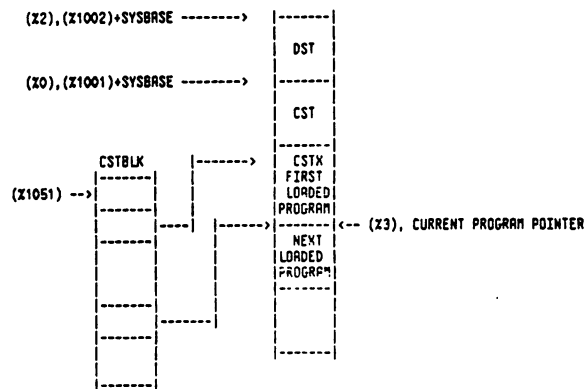 (%2),(%1002)+SYSBASE
DST
(%0),(%1001)+SYSBASE
CST
CSTBLK
CSTX
FIRST
LOADED
PROGRAM
(%1051)
(%3), CURRENT PROGRAM POINTER
NEXT
LOADED
PROGRAM